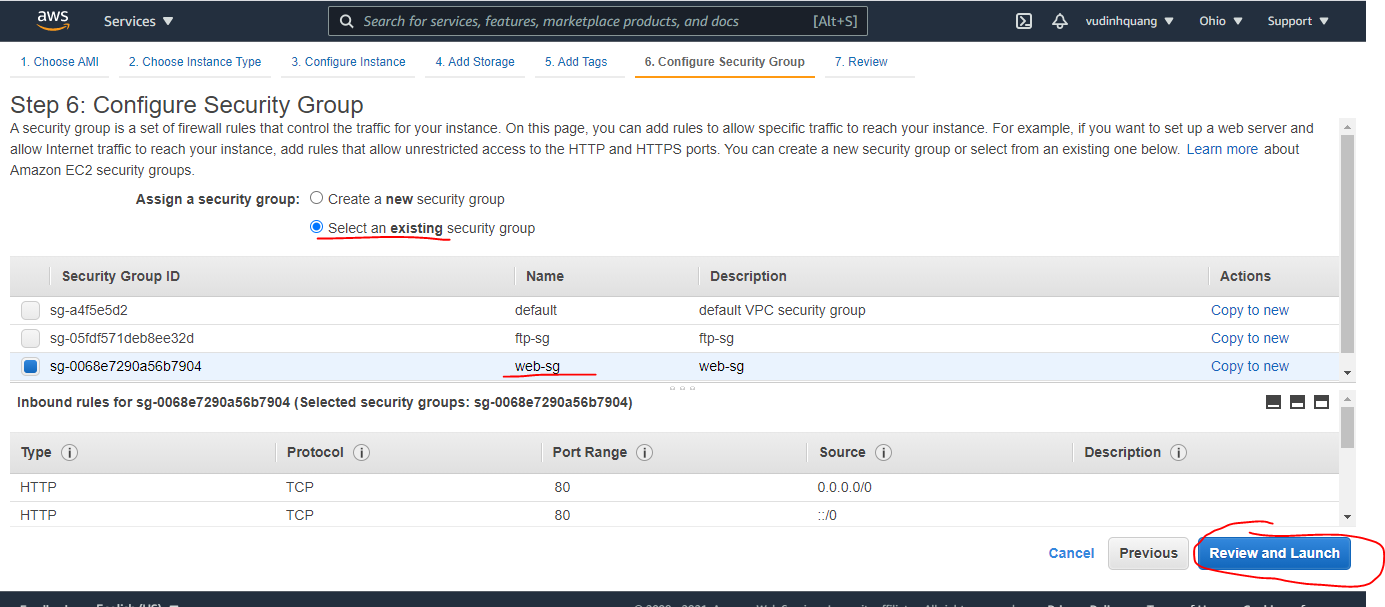 aws Services Search for services, features, marketplace products, and docs [Alt+S] vudinhquang Ohio Support
1. Choose AMI 2. Choose Instance Type 3. Configure Instance 4. Add Storage 5. Add Tags 6. Configure Security Group 7. Review
Step 6: Configure Security Group
A security group is a set of firewall rules that control the traffic for your instance. On this page, you can add rules to allow specific traffic to reach your instance. For example, if you want to set up a web server and
allow Internet traffic to reach your instance, add rules that allow unrestricted access to the HTTP and HTTPS ports. You can create a new security group or select from an existing one below. Learn more about
Amazon EC2 security groups.
Assign a security group: Create a new security group
Select an existing security group
Security Group ID Name Description Actions
sg-a4f5e5d2 default default VPC security group Copy to new
sg-05fdf571deb8ee32d ftp-sg ftp-sg Copy to new
sg-0068e7290a56b7904 web-sg web-sg Copy to new
Inbound rules for sg-0068e7290a56b7904 (Selected security groups: sg-0068e7290a56b7904)
Type Protocol Port Range Source Description
HTTP TCP 80 0.0.0.0/0
HTTP TCP 80 ::/0
Cancel Previous Review and Launch
English (US)